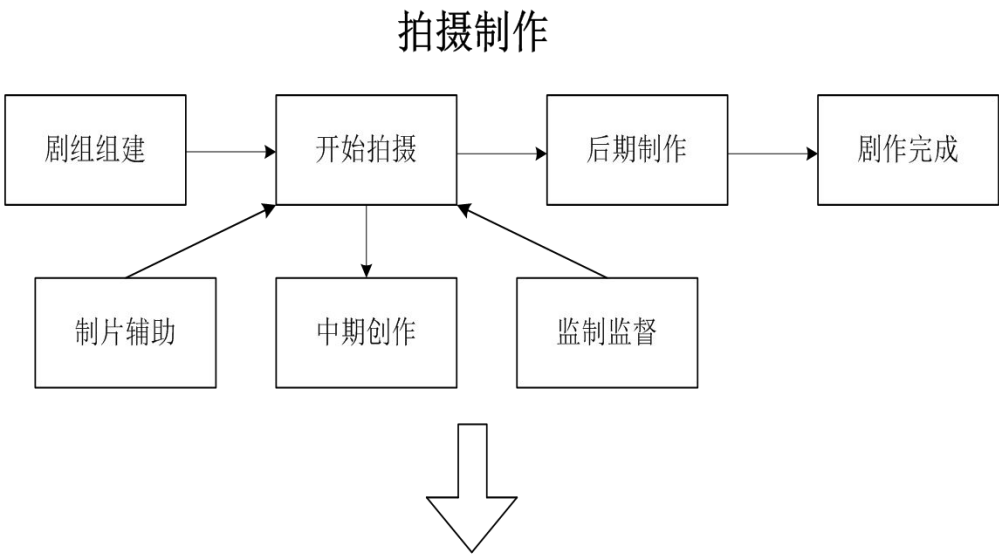 拍摄制作
剧组组建
开始拍摄
后期制作
剧作完成
制片辅助
中期创作
监制监督